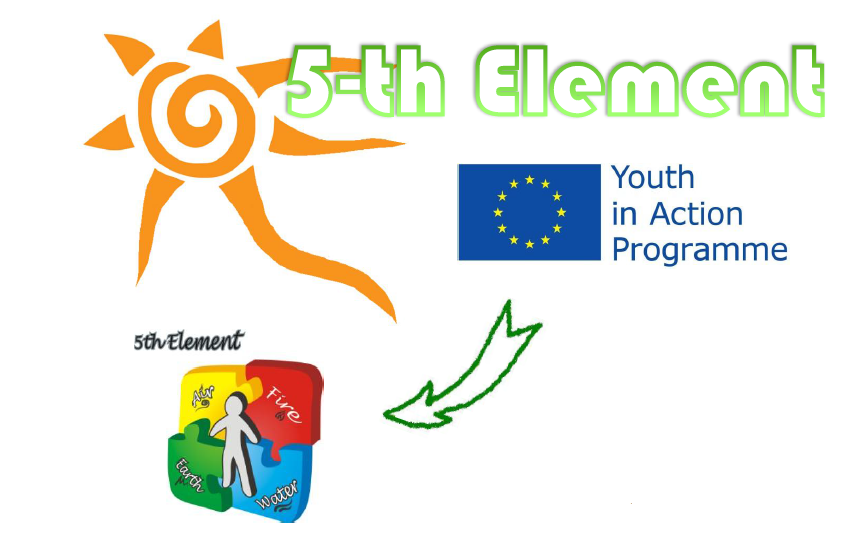 5-th Element
Youth
in Action
Programme
5th Element
Air
Fire
Earth
Water